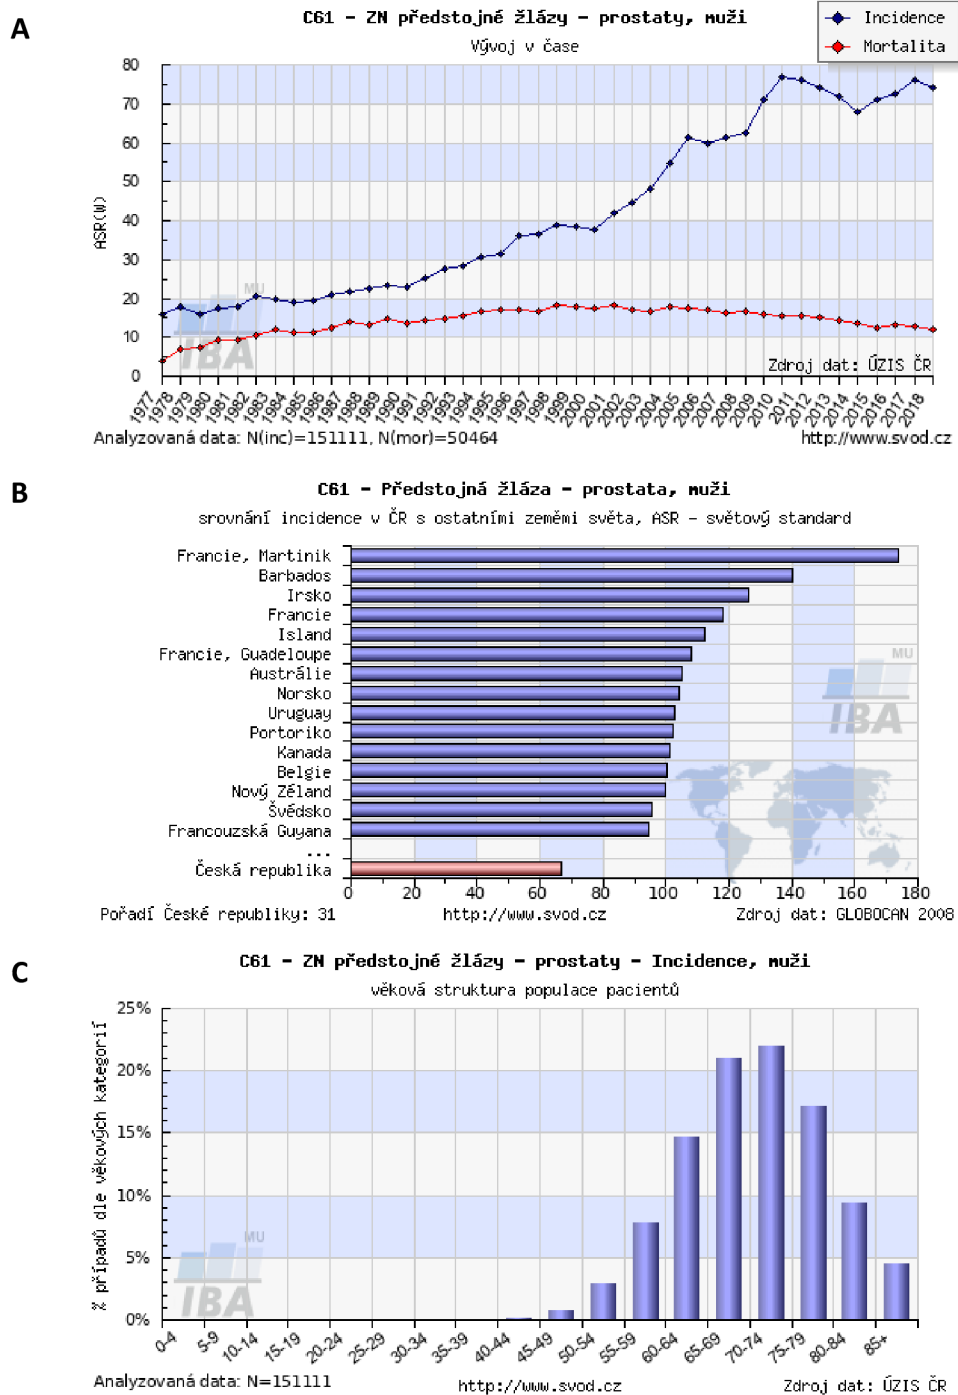 A
C61 - ZN předstojné žlázy - prostaty, muži
Vývoj v čase
Incidence
Mortalita
80
70
60
50
40
30
20
10
0
ASR(W)
MU
IBA
Zdroj dat: ÚZIS ČR
1977 1978 1979 1980 1981 1982 1983 1984 1985 1986 1987 1988 1989 1990 1991 1992 1993 1994 1995 1996 1997 1998 1999 2000 2001 2002 2003 2004 2005 2006 2007 2008 2009 2010 2011 2012 2013 2014 2015 2016 2017 2018
Analyzovaná data: N(inc)=151111, N(mor)=50464
http://www.svod.cz
B
C61 - Předstojná žláza - prostata, muži
srovnání incidence v ČR s ostatními zeměmi světa, ASR - světový standard
Francie, Martinik
Barbados
Irsko
Francie
Island
Francie, Guadeloupe
Austrálie
Norsko
Uruguay
Portoriko
Kanada
Belgie
Nový Zéland
Švédsko
Francouzská Guyana
...
Česká republika
MU
IBA
0 20 40 60 80 100 120 140 160 180
Pořadí České republiky: 31
http://www.svod.cz
Zdroj dat: GLOBOCAN 2008
C
C61 - ZN předstojné žlázy - prostaty - Incidence, muži
věková struktura populace pacientů
25%
20%
15%
10%
5%
0%
% případů dle věkových kategorií
MU
IBA
0-4 5-9 10-14 15-19 20-24 25-29 30-34 35-39 40-44 45-49 50-54 55-59 60-64 65-69 70-74 75-79 80-84 85+
Analyzovaná data: N=151111
http://www.svod.cz
Zdroj dat: ÚZIS ČR